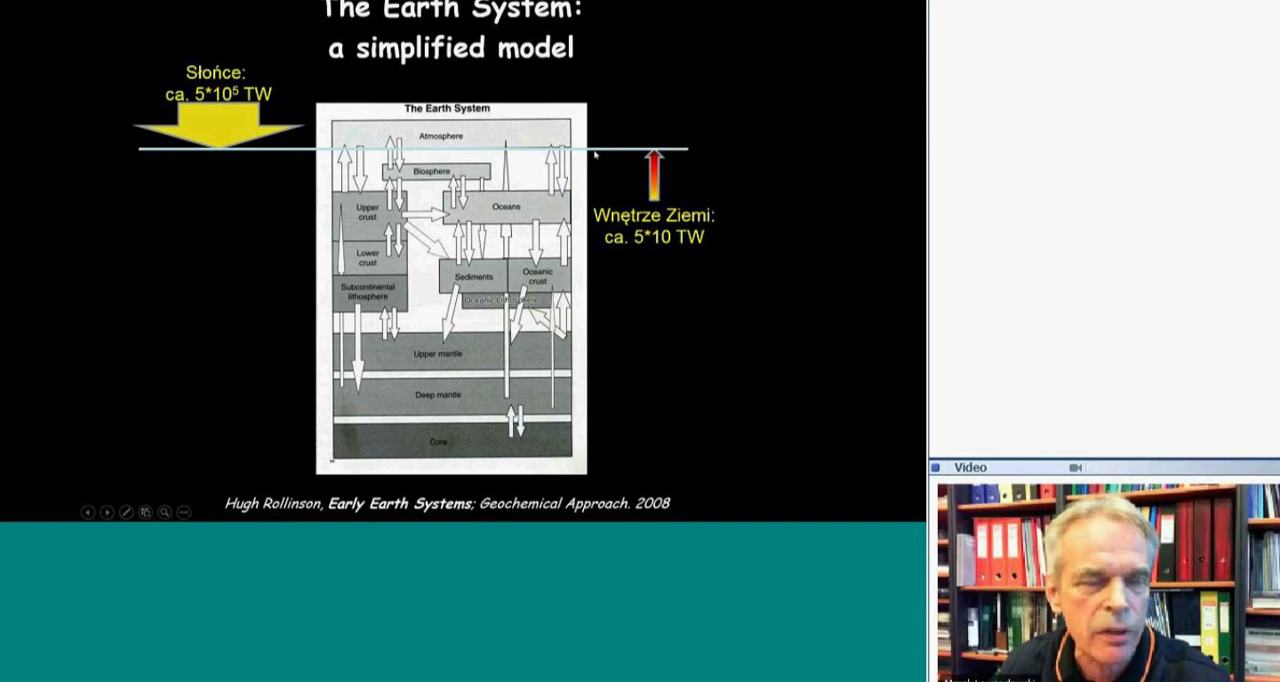 The Earth System:
a simplified model
Słońce:
ca. 5*10⁵ TW
The Earth System
Atmosphere
Biosphere
Upper
crust
Oceans
Wnętrze Ziemi:
ca. 5*10 TW
Lower
crust
Sediments
Oceanic
crust
Subcontinental
lithosphere
Oceanic Lithosphere
Upper mantle
Deep mantle
Core
Hugh Rollinson, Early Earth Systems; Geochemical Approach. 2008
Video